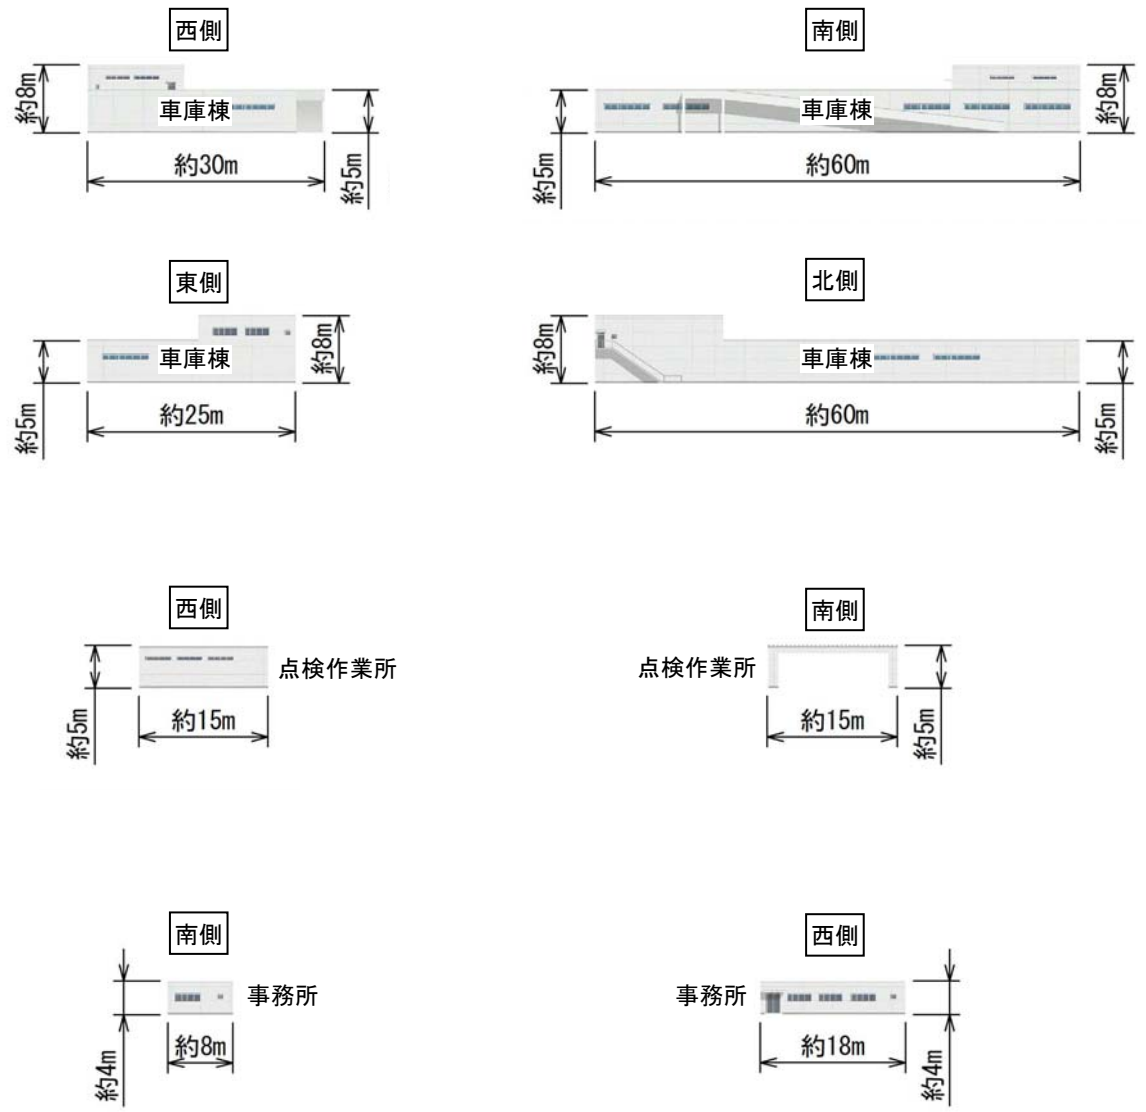 西側
約8m
車庫棟
約30m
約5m
南側
約8m
車庫棟
約60m
約5m
東側
約8m
車庫棟
約25m
約5m
北側
約8m
車庫棟
約60m
約5m
西側
点検作業所
約15m
約5m
南側
点検作業所
約15m
約5m
南側
事務所
約8m
約4m
西側
事務所
約18m
約4m